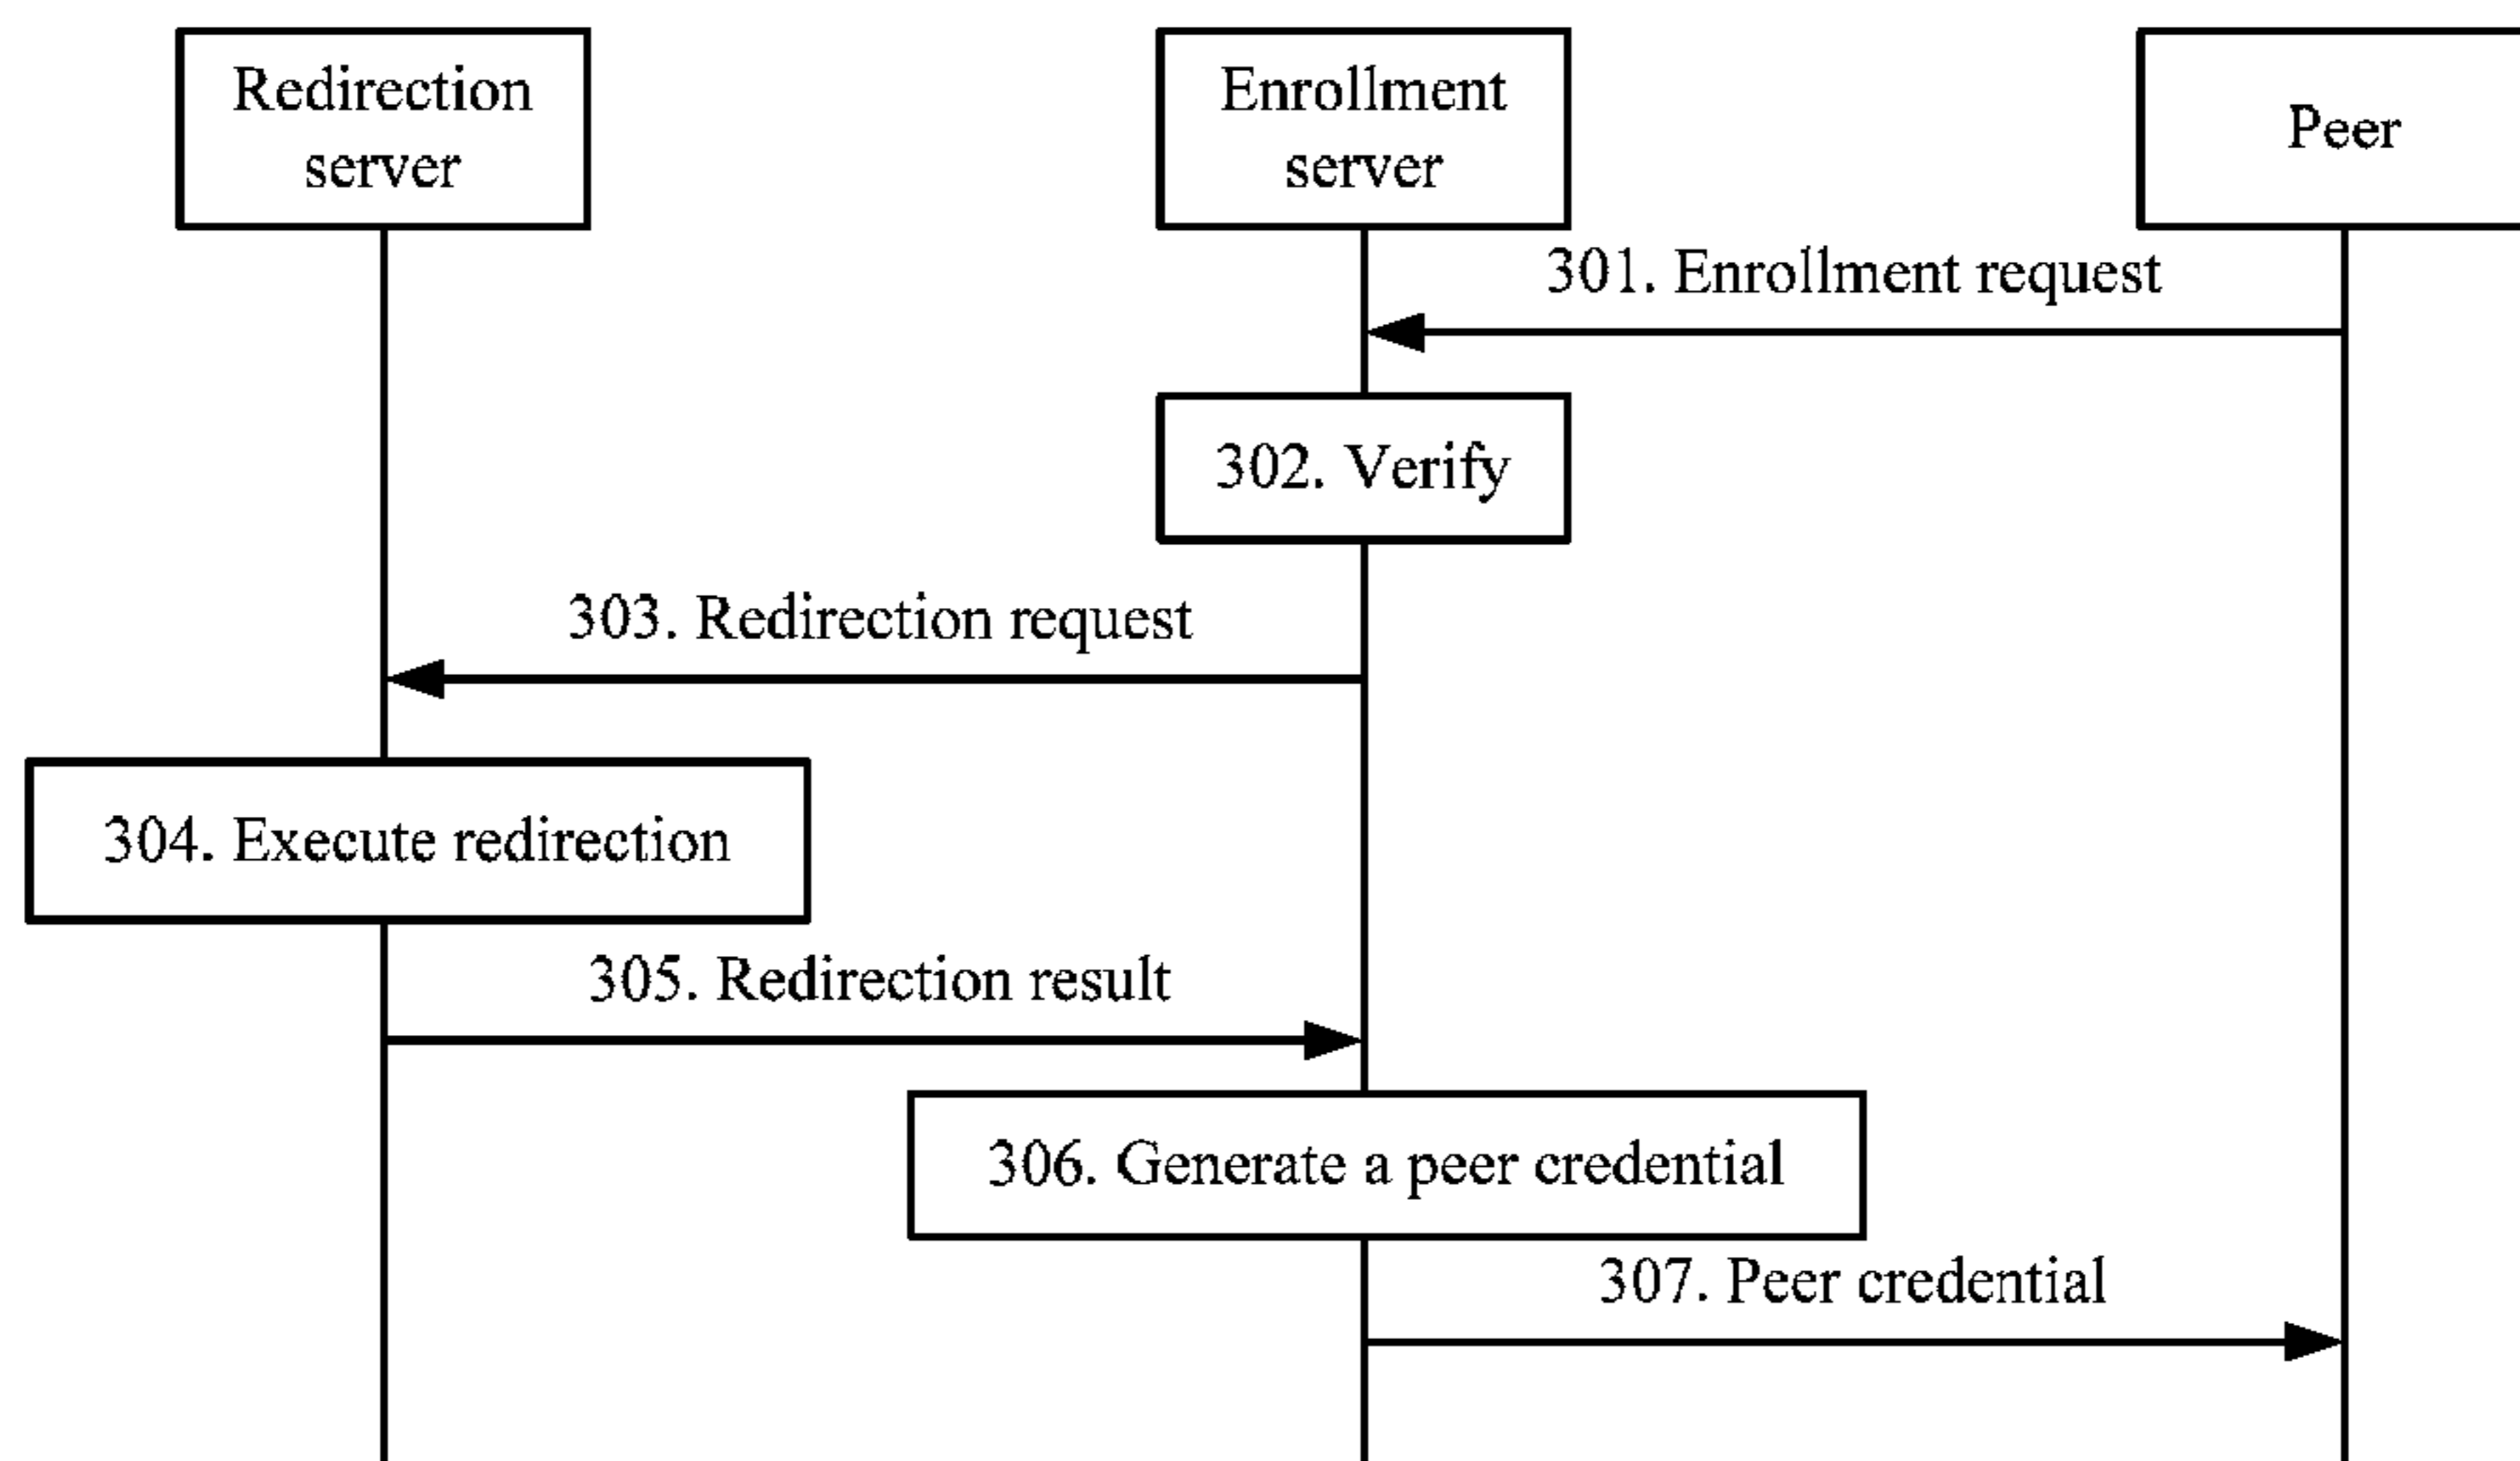 Redirection
server
Enrollment
server
Peer
301. Enrollment request
302. Verify
303. Redirection request
304. Execute redirection
305. Redirection result
306. Generate a peer credential
307. Peer credential